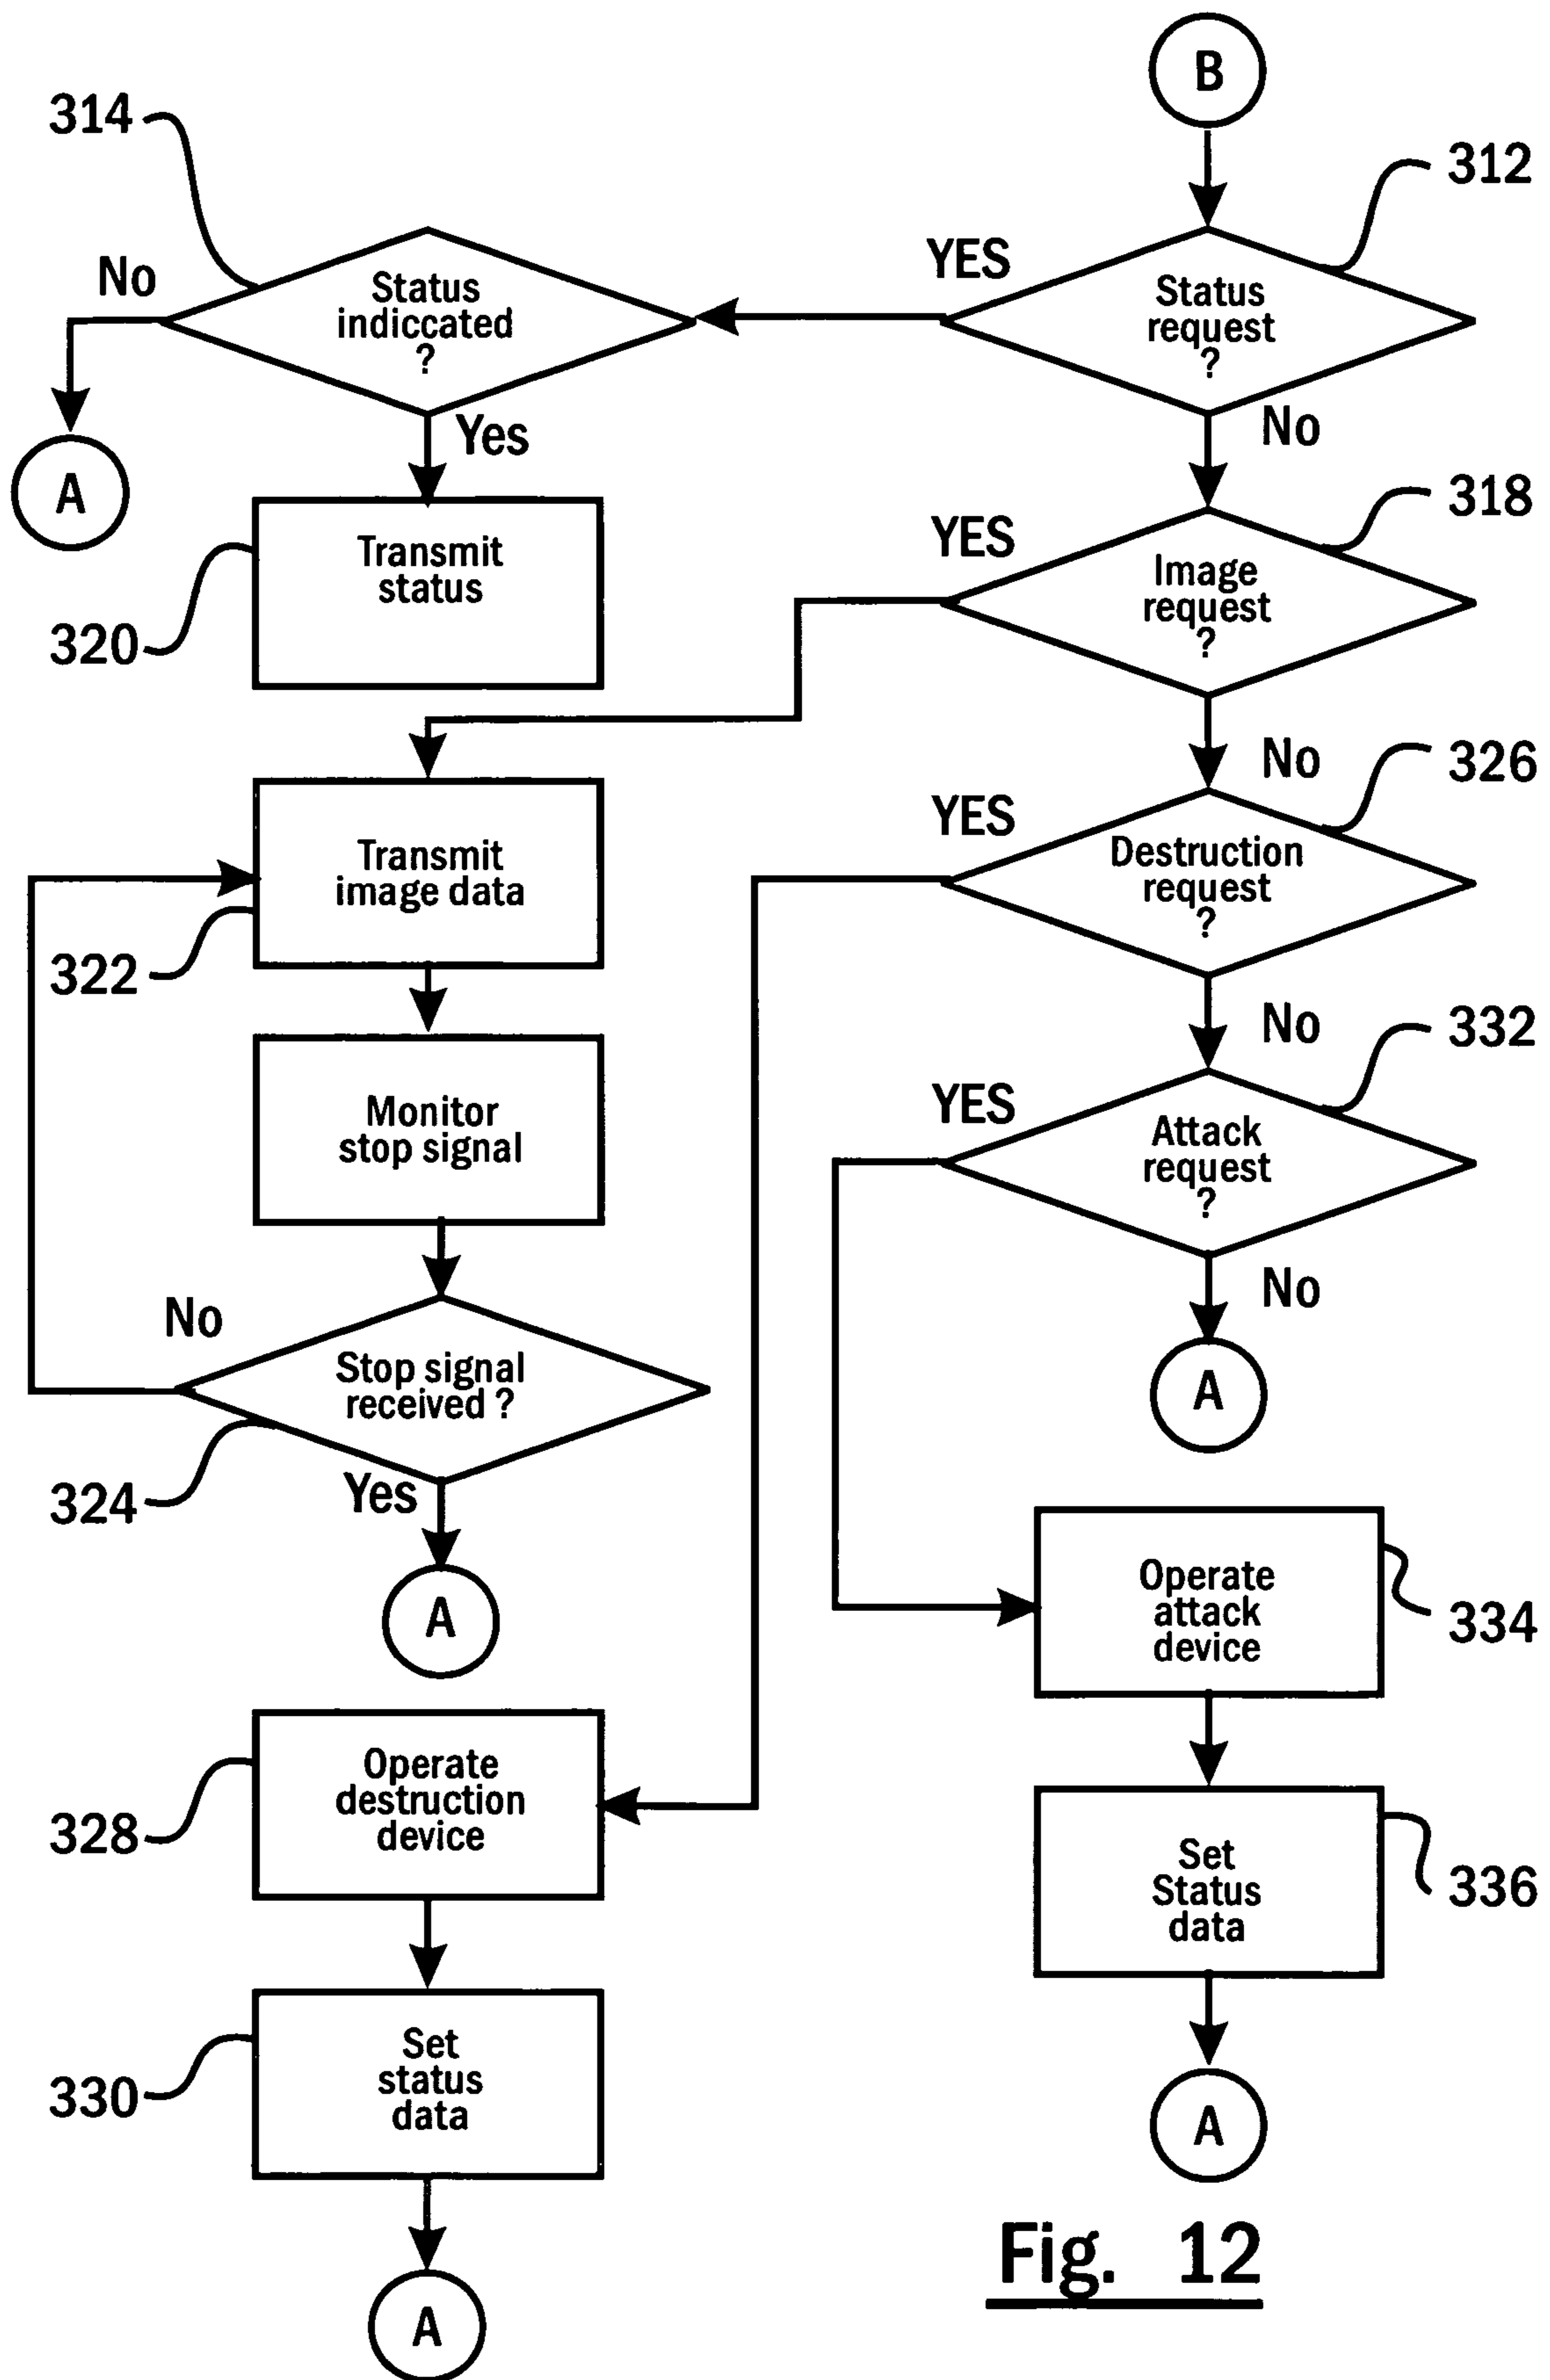 B
314
312
No
YES
Status
indiccated
?
Status
request
?
Yes
No
A
318
YES
Transmit
status
Image
request
?
320
No
326
YES
Transmit
image data
Destruction
request
?
322
No
332
YES
Monitor
stop signal
Attack
request
?
No
No
Stop signal
received ?
A
324
Yes
A
Operate
attack
device
334
Operate
destruction
device
328
Set
Status
data
336
Set
status
data
330
A
Fig. 12
A